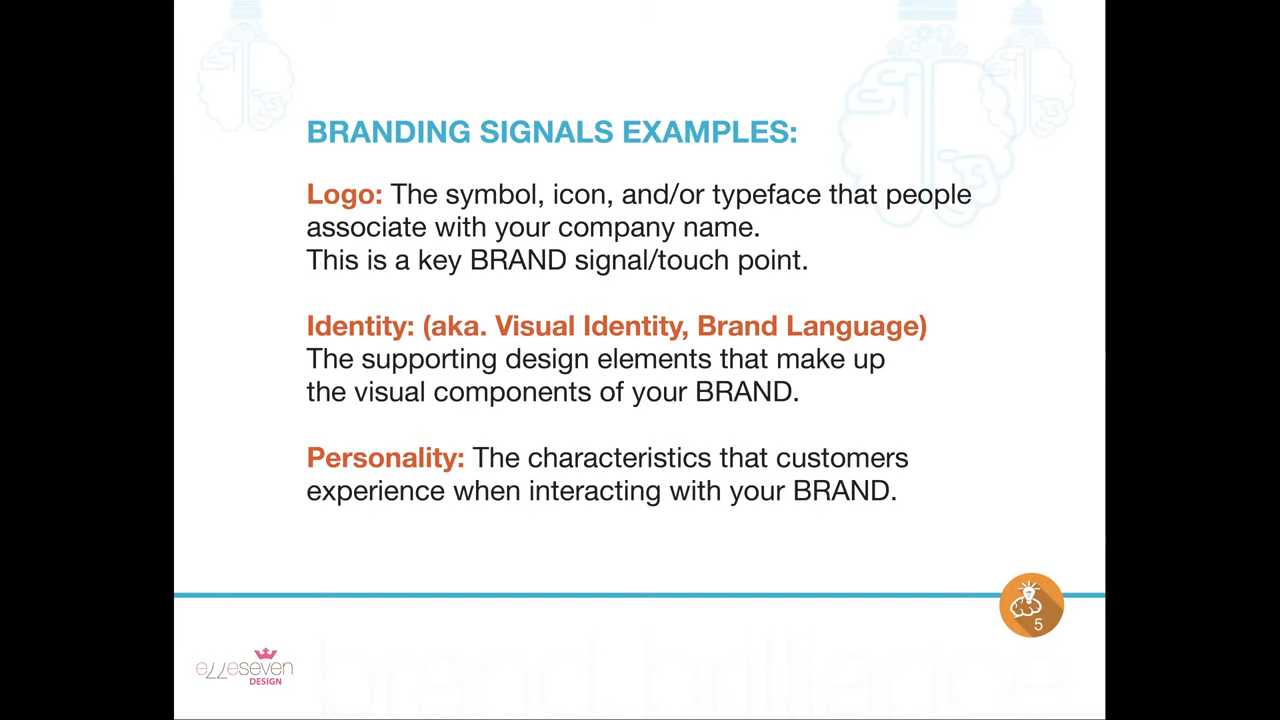 BRANDING SIGNALS EXAMPLES:
Logo: The symbol, icon, and/or typeface that people
associate with your company name.
This is a key BRAND signal/touch point.
Identity: (aka. Visual Identity, Brand Language)
The supporting design elements that make up
the visual components of your BRAND.
Personality: The characteristics that customers
experience when interacting with your BRAND.
5
elleseven
DESIGN
brand brilliance